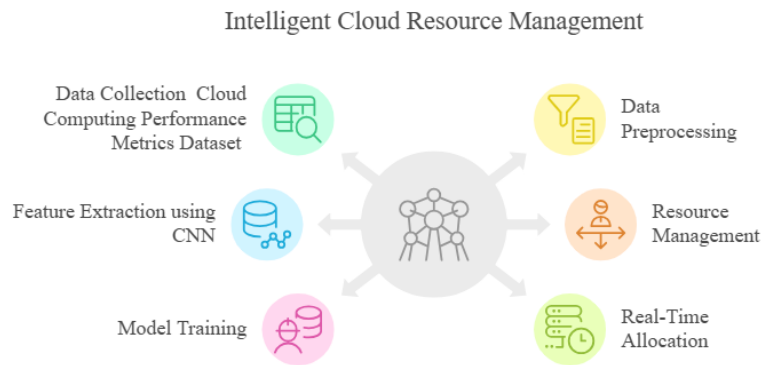 Intelligent Cloud Resource Management
Data Collection Cloud
Computing Performance
Metrics Dataset
Data
Preprocessing
Feature Extraction using
CNN
Resource
Management
Model Training
Real-Time
Allocation